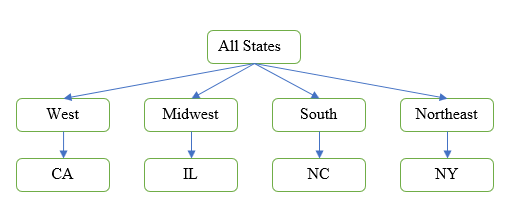 All States
West
Midwest
South
Northeast
CA
IL
NC
NY